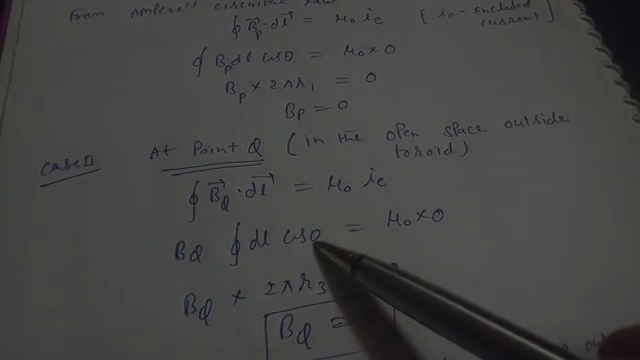 From Ampere's circuital law
∮ B⃗p · dl⃗ = μ₀ ie [ ie - enclosed current ]
∮ Bp dl cos0 = μ₀ × 0
Bp × 2πr₁ = 0
Bp = 0
Case II At Point Q (in the open space outside toroid)
∮ B⃗Q · dl⃗ = μ₀ ie
BQ ∮ dl cos0 = μ₀ × 0
BQ × 2πr₃
BQ =